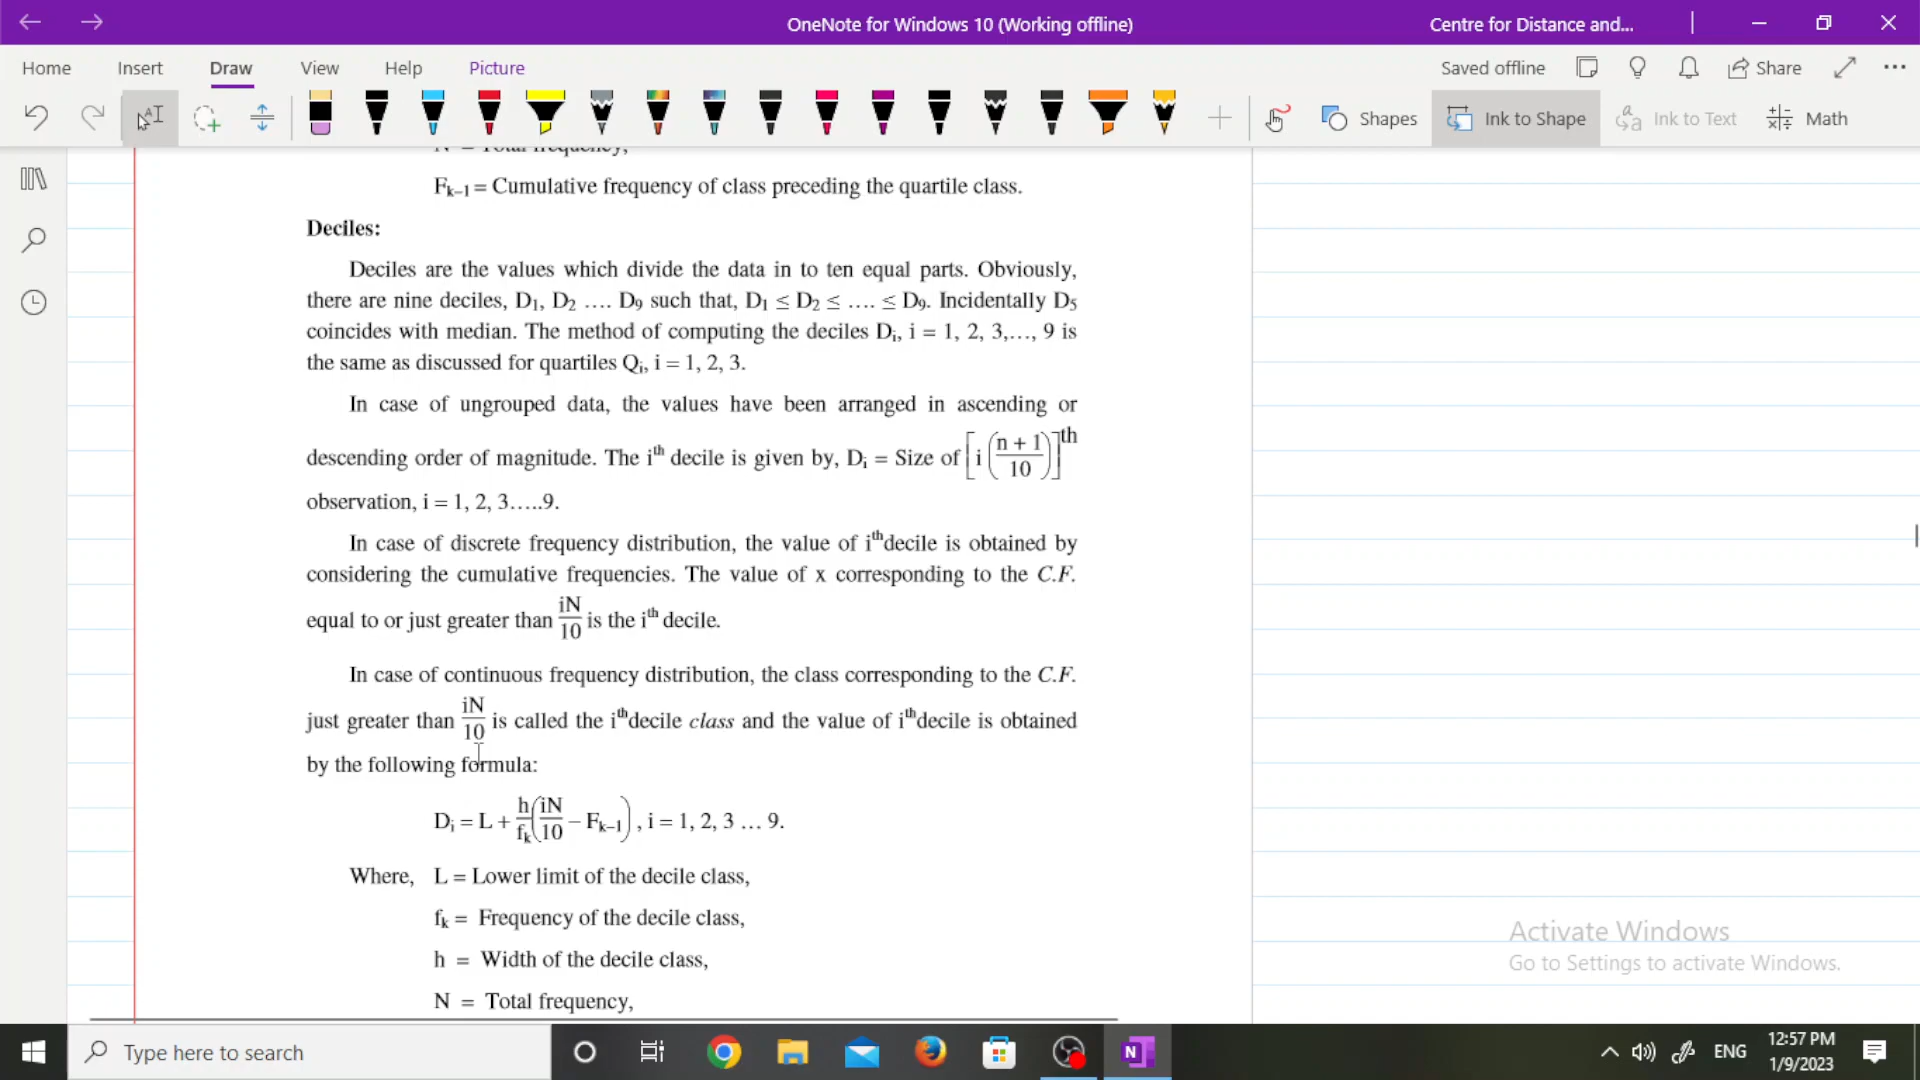 OneNote for Windows 10 (Working offline)
Centre for Distance and...
Home Insert Draw View Help Picture
Saved offline
Share
Shapes
Ink to Shape
Ink to Text
Math
N = Total frequency,
Fₖ₋₁ = Cumulative frequency of class preceding the quartile class.
Deciles:
Deciles are the values which divide the data in to ten equal parts. Obviously,
there are nine deciles, D₁, D₂ .... D₉ such that, D₁ ≤ D₂ ≤ .... ≤ D₉. Incidentally D₅
coincides with median. The method of computing the deciles Dᵢ, i = 1, 2, 3,..., 9 is
the same as discussed for quartiles Qᵢ, i = 1, 2, 3.
In case of ungrouped data, the values have been arranged in ascending or
descending order of magnitude. The iᵗʰ decile is given by, Dᵢ = Size of [i ((n + 1)/10)]ᵗʰ
observation, i = 1, 2, 3.....9.
In case of discrete frequency distribution, the value of iᵗʰdecile is obtained by
considering the cumulative frequencies. The value of x corresponding to the C.F.
equal to or just greater than iN/10 is the iᵗʰ decile.
In case of continuous frequency distribution, the class corresponding to the C.F.
just greater than iN/10 is called the iᵗʰdecile class and the value of iᵗʰdecile is obtained
by the following formula:
Dᵢ = L + h/fₖ (iN/10 − Fₖ₋₁), i = 1, 2, 3 ... 9.
Where, L = Lower limit of the decile class,
fₖ = Frequency of the decile class,
h = Width of the decile class,
N = Total frequency,
Activate Windows
Go to Settings to activate Windows.
Type here to search
N
ENG
12:57 PM
1/9/2023